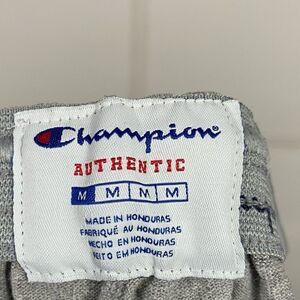 Champion®
AUTHENTIC
M M M M
MADE IN HONDURAS
FABRIQUÉ AU HONDURAS
HECHO EN HONDURAS
FEITO EM HONDURAS